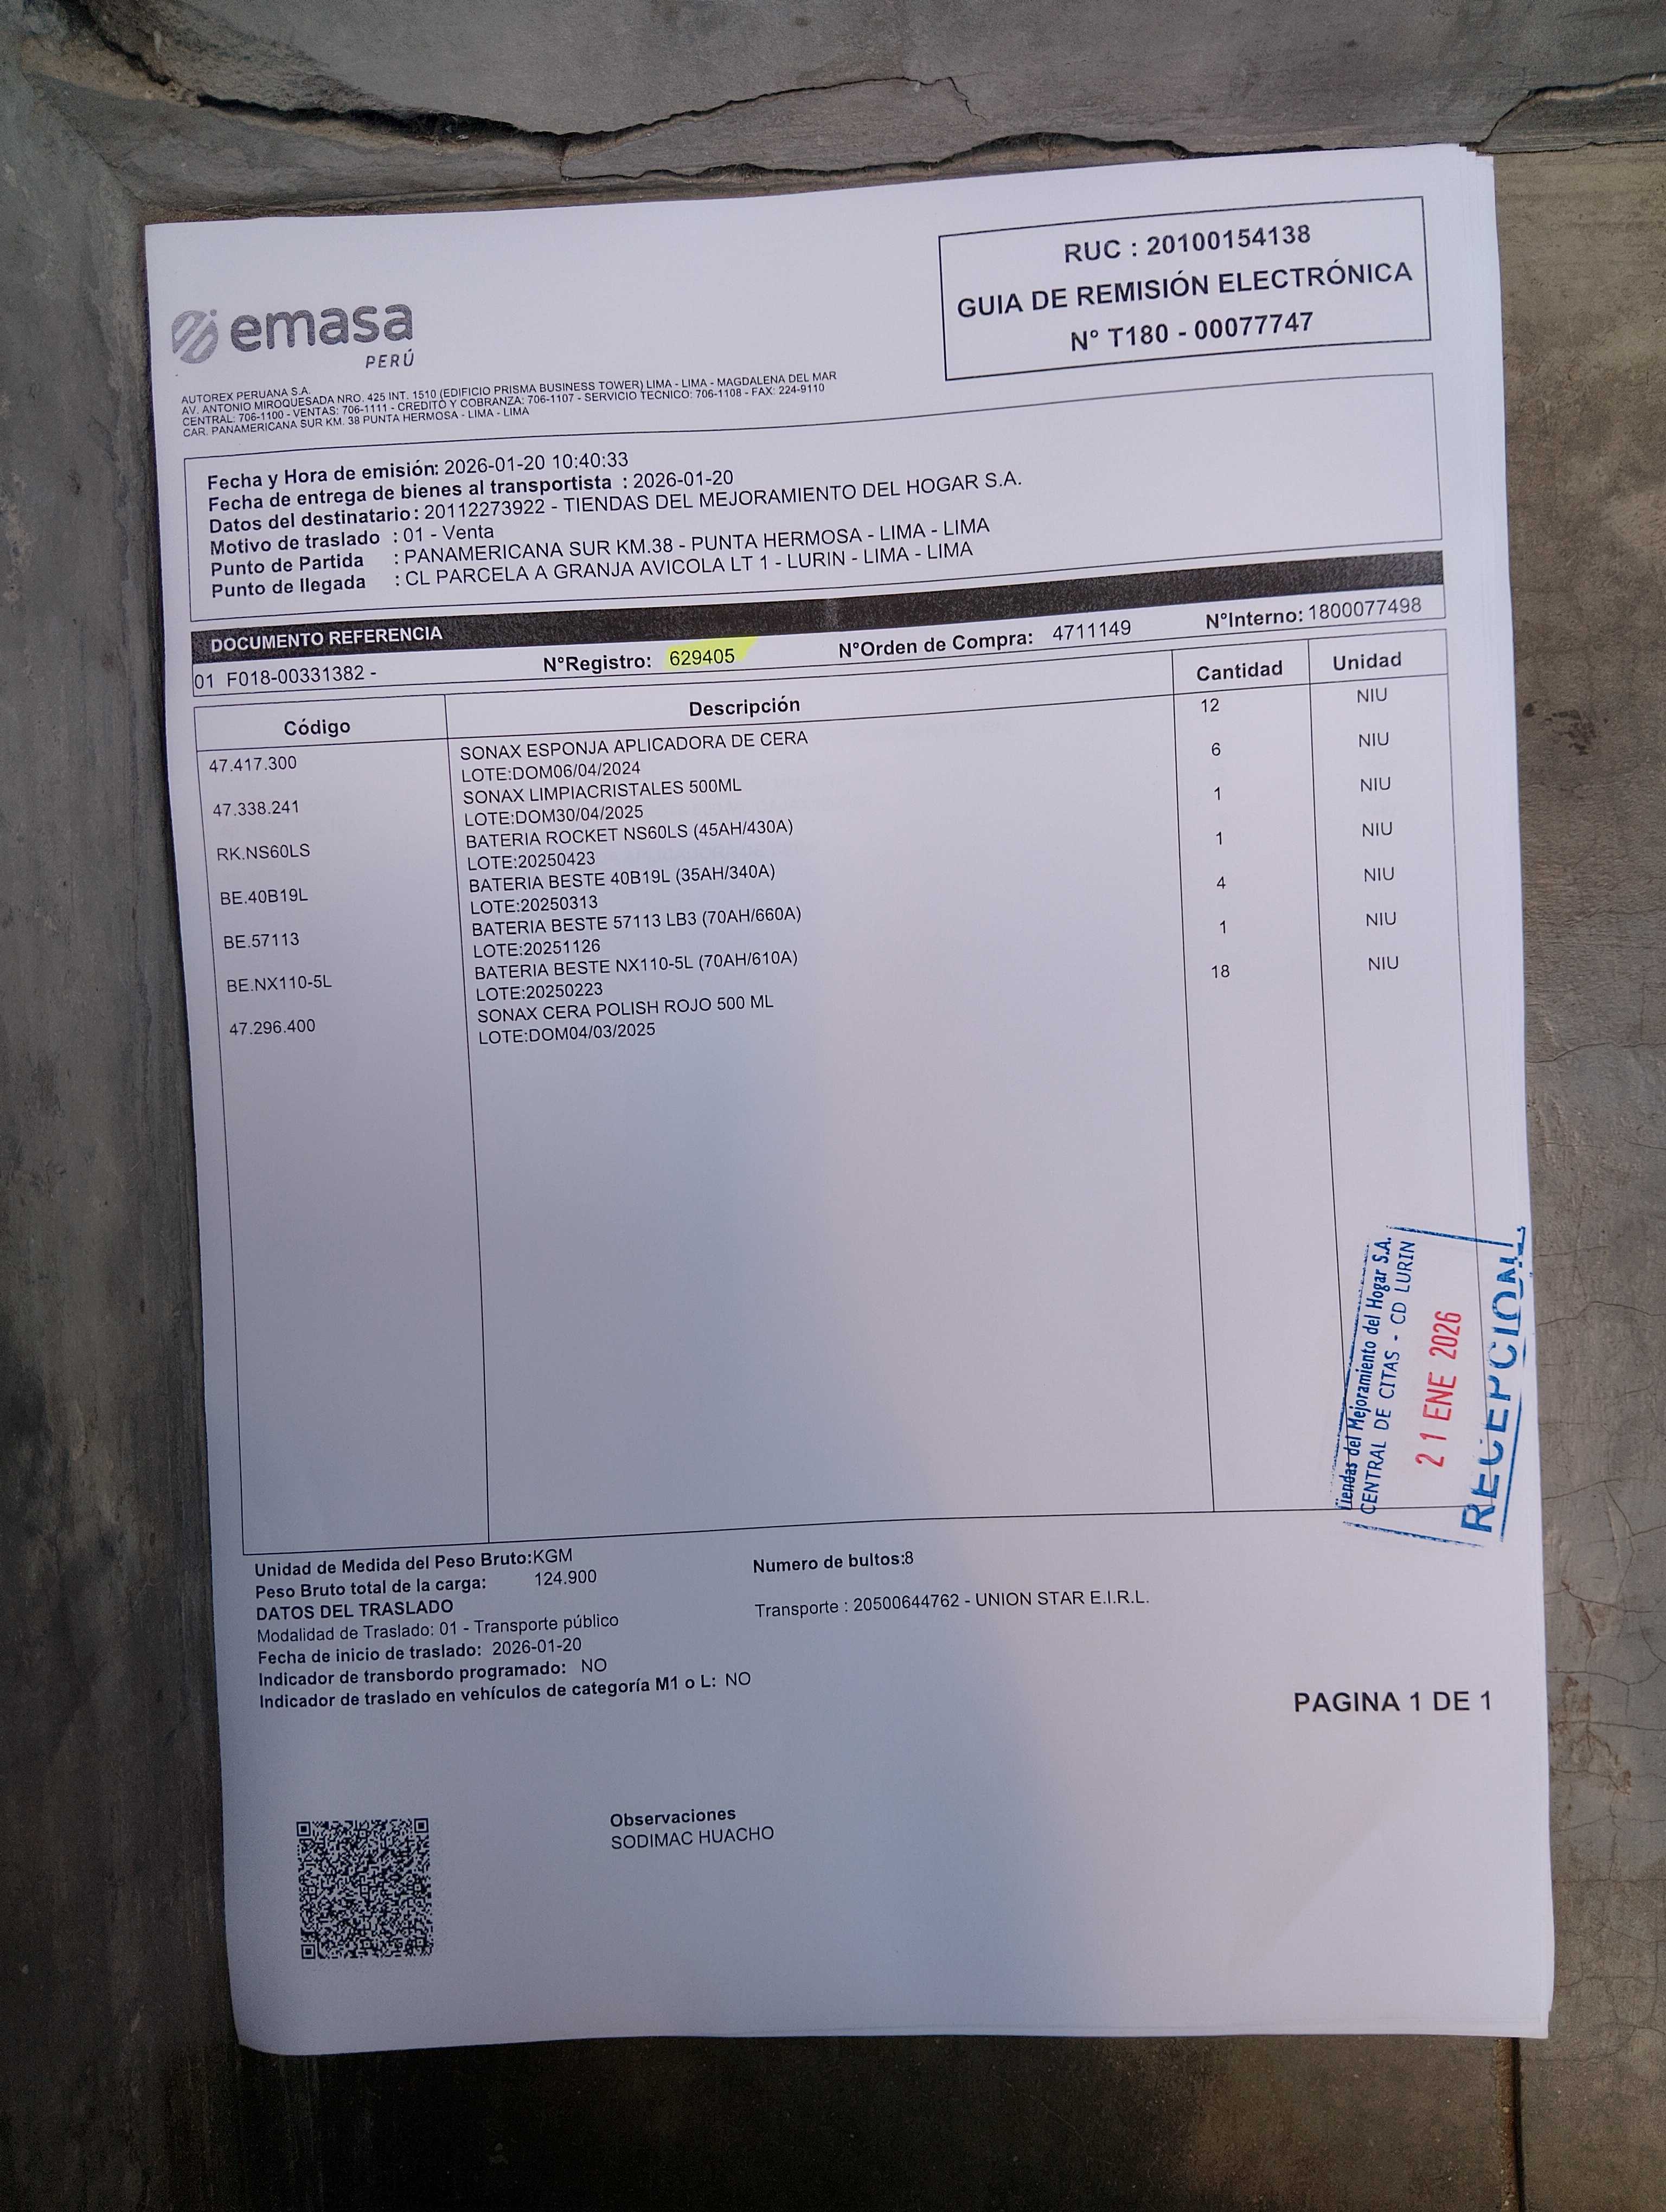 emasa
PERÚ
RUC : 20100154138
GUIA DE REMISIÓN ELECTRÓNICA
Nº T180 - 00077747
AUTOREX PERUANA S.A.
AV. ANTONIO MIROQUESADA NRO. 425 INT. 1510 (EDIFICIO PRISMA BUSINESS TOWER) LIMA - LIMA - MAGDALENA DEL MAR
CENTRAL: 706-1100 - VENTAS: 706-1111 - CREDITO Y COBRANZA: 706-1107 - SERVICIO TECNICO: 706-1108 - FAX: 224-9110
CAR. PANAMERICANA SUR KM. 38 PUNTA HERMOSA - LIMA - LIMA
Fecha y Hora de emisión: 2026-01-20 10:40:33
Fecha de entrega de bienes al transportista : 2026-01-20
Datos del destinatario : 20112273922 - TIENDAS DEL MEJORAMIENTO DEL HOGAR S.A.
Motivo de traslado : 01 - Venta
Punto de Partida : PANAMERICANA SUR KM.38 - PUNTA HERMOSA - LIMA - LIMA
Punto de llegada : CL PARCELA A GRANJA AVICOLA LT 1 - LURIN - LIMA - LIMA
DOCUMENTO REFERENCIA
01 F018-00331382 - NºRegistro: 629405 NºOrden de Compra: 4711149 NºInterno: 1800077498
Código Descripción Cantidad Unidad
47.417.300 SONAX ESPONJA APLICADORA DE CERA 12 NIU
LOTE:DOM06/04/2024
47.338.241 SONAX LIMPIACRISTALES 500ML 6 NIU
LOTE:DOM30/04/2025
RK.NS60LS BATERIA ROCKET NS60LS (45AH/430A) 1 NIU
LOTE:20250423
BE.40B19L BATERIA BESTE 40B19L (35AH/340A) 1 NIU
LOTE:20250313
BE.57113 BATERIA BESTE 57113 LB3 (70AH/660A) 4 NIU
LOTE:20251126
BE.NX110-5L BATERIA BESTE NX110-5L (70AH/610A) 1 NIU
LOTE:20250223
47.296.400 SONAX CERA POLISH ROJO 500 ML 18 NIU
LOTE:DOM04/03/2025
Tiendas del Mejoramiento del Hogar S.A.
CENTRAL DE CITAS - CD LURIN
21 ENE 2026
RECEPCION
Unidad de Medida del Peso Bruto:KGM
Peso Bruto total de la carga: 124.900
Numero de bultos:8
DATOS DEL TRASLADO
Modalidad de Traslado: 01 - Transporte público
Transporte : 20500644762 - UNION STAR E.I.R.L.
Fecha de inicio de traslado: 2026-01-20
Indicador de transbordo programado: NO
Indicador de traslado en vehículos de categoría M1 o L: NO
PAGINA 1 DE 1
Observaciones
SODIMAC HUACHO